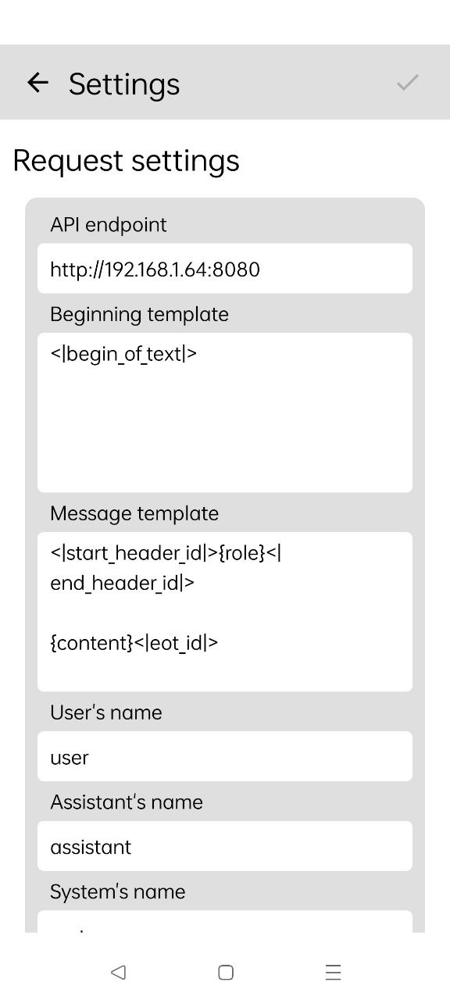 Settings
Request settings
API endpoint
http://192.168.1.64:8080
Beginning template
<|begin_of_text|>
Message template
<|start_header_id|>{role}<|
end_header_id|>
{content}<|eot_id|>
User's name
user
Assistant's name
assistant
System's name